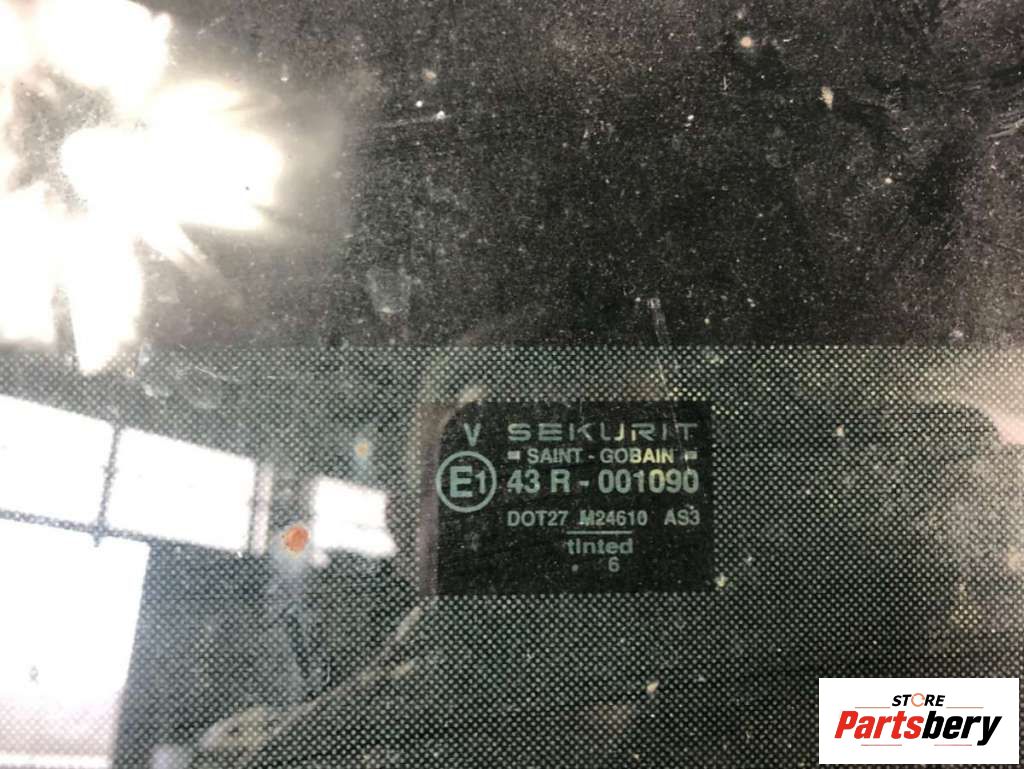 V SEKURIT
SAINT - GOBAIN
E1 43 R - 001090
DOT27 M24610 AS3
tinted
6
STORE
Partsbery